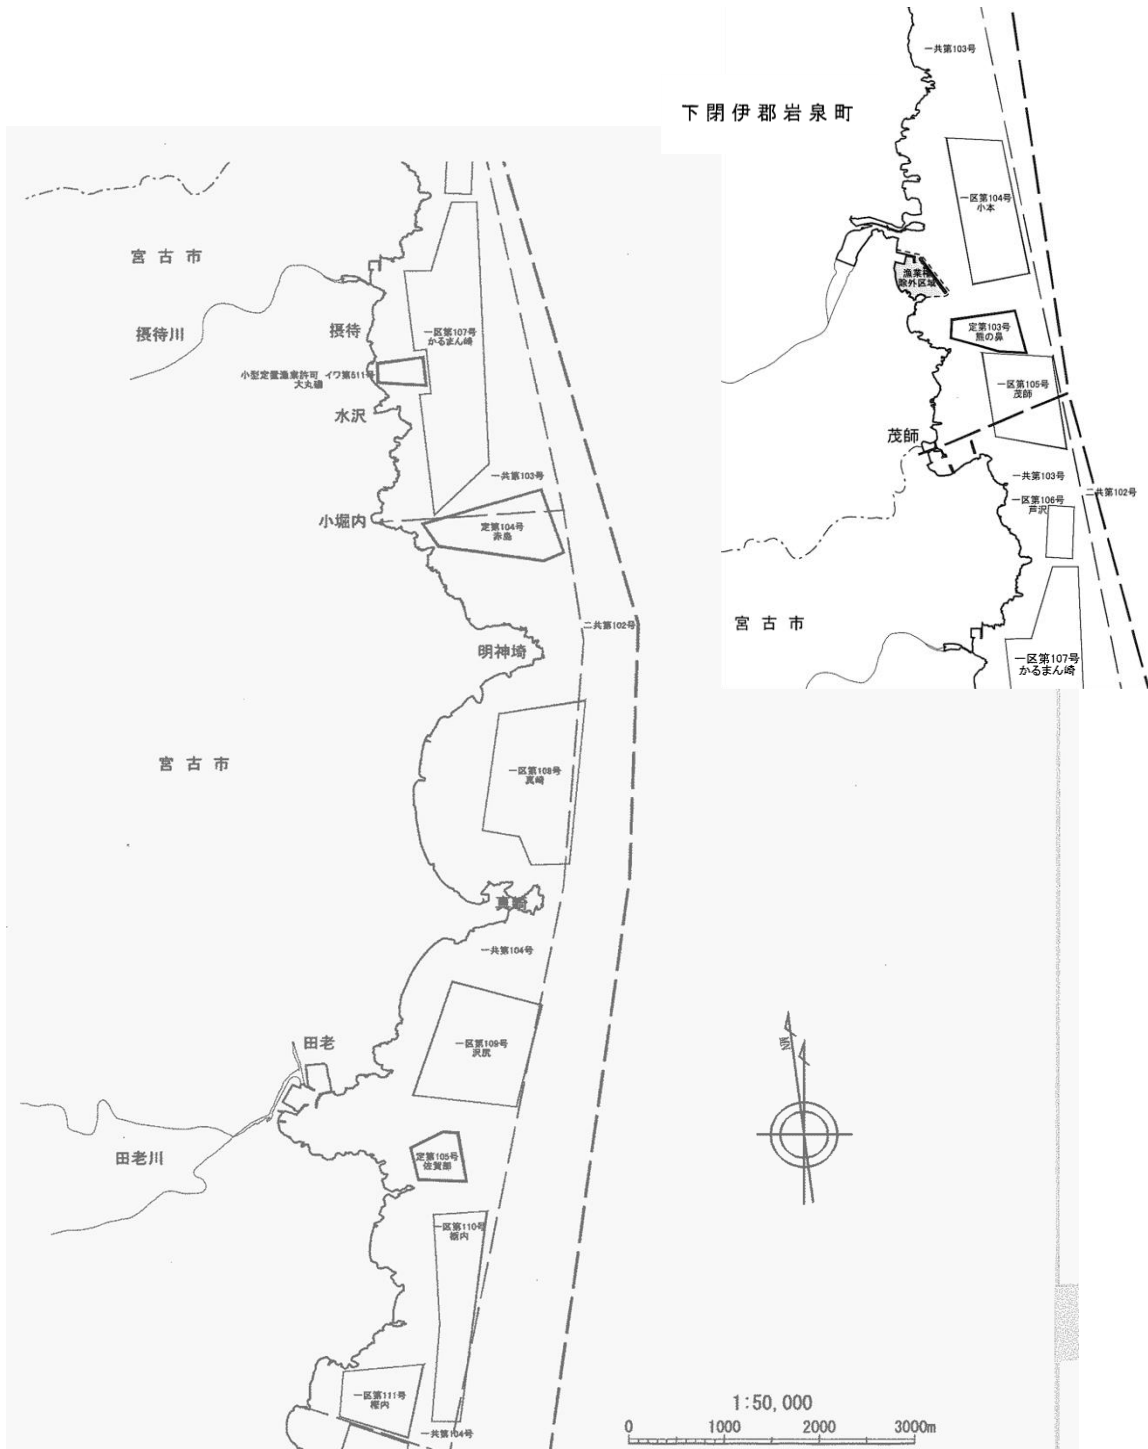 一共第103号
下閉伊郡岩泉町
一区第104号
小本
漁業権
除外区域
定第103号
熊の鼻
一区第105号
茂師
茂師
一共第103号
二共第102号
一区第106号
芦沢
宮古市
一区第107号
かるまん崎
宮古市
摂待川
摂待
一区第107号
かるまん崎
小型定置漁業許可 イワ第511号
大丸磯
水沢
一共第103号
小堀内
定第104号
赤島
二共第102号
明神埼
宮古市
一区第108号
真崎
真崎
一共第104号
田老
一区第109号
沢尻
田老川
定第105号
佐賀部
一区第110号
樫内
一区第111号
樫内
一共第104号
1:50,000
0 1000 2000 3000m